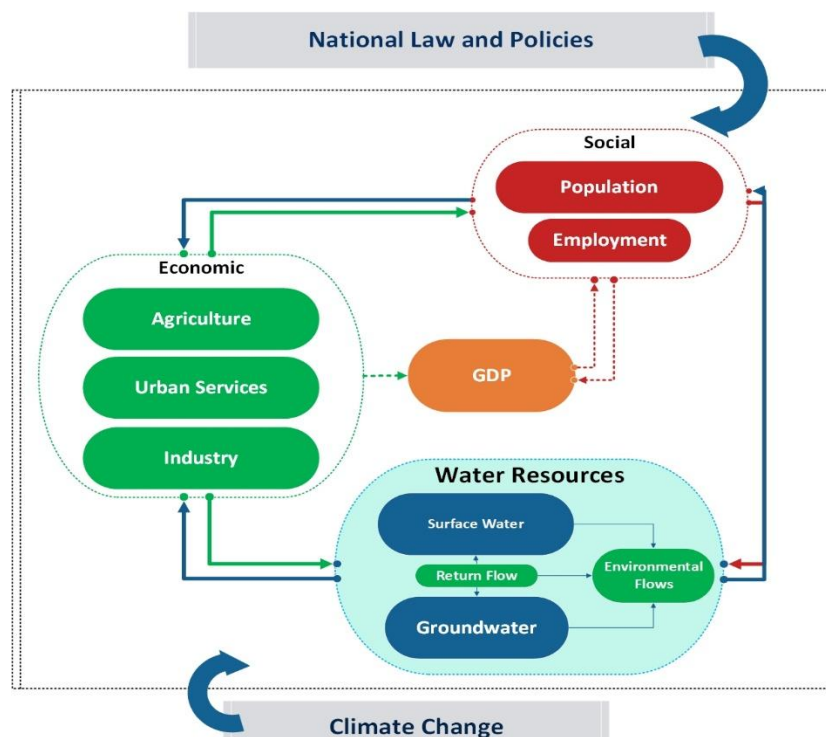 National Law and Policies
Social
Population
Employment
Economic
Agriculture
Urban Services
Industry
GDP
Water Resources
Surface Water
Return Flow
Environmental
Flows
Groundwater
Climate Change